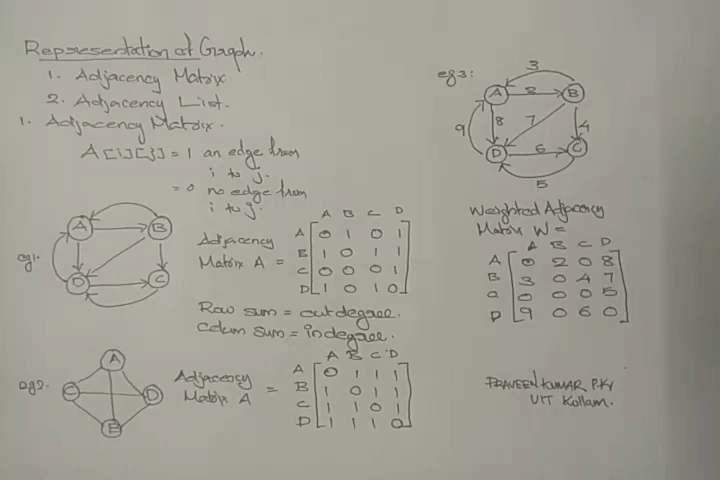 Representation of Graph.
1. Adjacency Matrix.
2. Adjacency List.
1. Adjacency Matrix.
A[i][j] = 1 an edge from
i to j.
= 0 no edge from
i to j.
eg1.
A B
D C
Adjacency
Matrix A =
A B C D
A 0 1 0 1
B 1 0 1 1
C 0 0 0 1
D 1 0 1 0
Row sum = outdegree.
Colum sum = indegree.
eg2.
A
C D
B
Adjacency
Matrix A =
A B C D
A 0 1 1 1
B 1 0 1 1
C 1 1 0 1
D 1 1 1 0
eg3:
3
A 2 B
9 8 7 4
D 6 C
5
Weighted Adjacency
Matrix W =
A B C D
A 0 2 0 8
B 3 0 4 7
C 0 0 0 5
D 9 0 6 0
PRAVEEN KUMAR P.K
UIT Kollam.